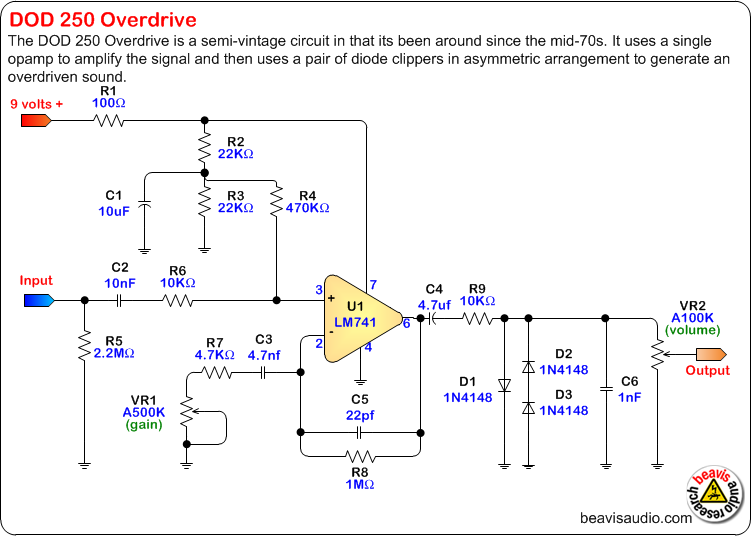 DOD 250 Overdrive
The DOD 250 Overdrive is a semi-vintage circuit in that its been around since the mid-70s. It uses a single
opamp to amplify the signal and then uses a pair of diode clippers in asymmetric arrangement to generate an
overdriven sound.
9 volts +
R1
100Ω
R2
22KΩ
C1
10uF
R3
22KΩ
R4
470KΩ
Input
C2
10nF
R6
10KΩ
R5
2.2MΩ
3
+
7
U1
LM741
-
2
6
4
C4
4.7uf
R9
10KΩ
VR2
A100K
(volume)
Output
R7
4.7KΩ
C3
4.7nf
VR1
A500K
(gain)
C5
22pf
R8
1MΩ
D1
1N4148
D2
1N4148
D3
1N4148
C6
1nF
beavis audio research
beavisaudio.com